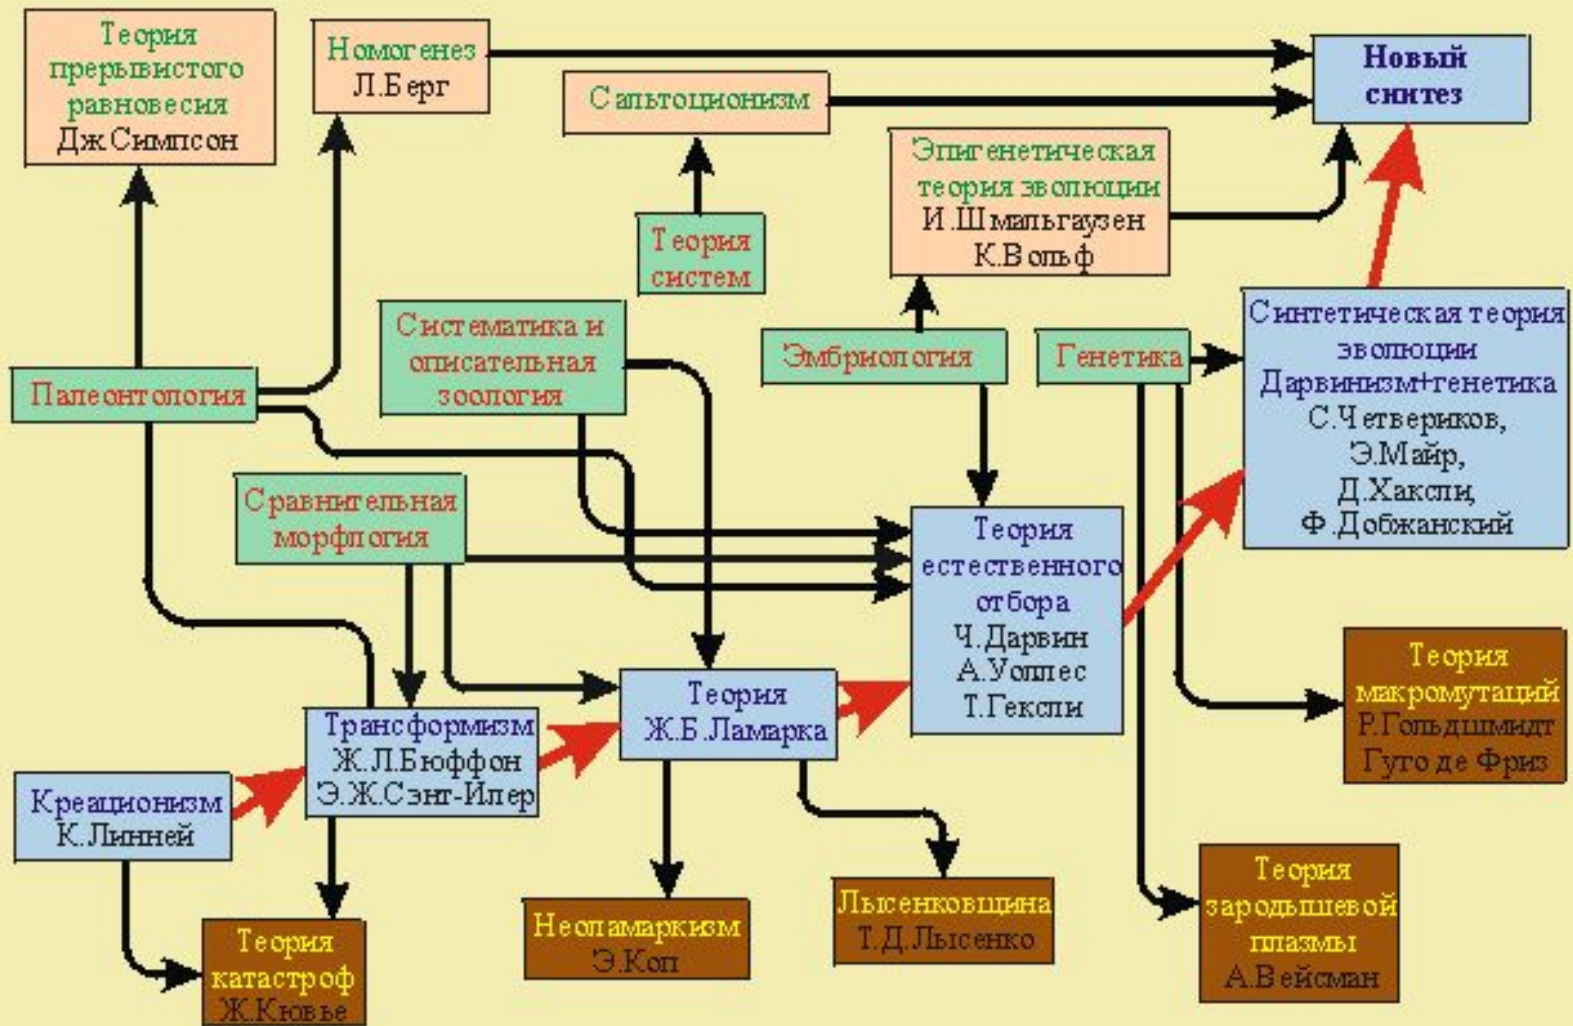 Теория
прерывистого
равновесия
Дж Симпсон
Номогенез
Л.Берг
Сальтоционизм
Новый
синтез
Эпигенетическая
теория эволюции
И.Шмальгаузен
К.Вольф
Теория
систем
Систематика и
описательная
зоология
Эмбриология
Генетика
Синтетическая теория
эволюции
Дарвинизм+генетика
С.Четвериков,
Э.Майр,
Д.Хаксли,
Ф.Добжанский
Палеонтология
Сравнительная
морфлогия
Теория
естественного
отбора
Ч.Дарвин
А.Уоллес
Т.Гексли
Теория
макромутаций
Р.Гольдшмидт
Гуго де Фриз
Теория
Ж.Б.Ламарка
Трансформизм
Ж.Л.Бюффон
Э.Ж.Сэнт-Илер
Креационизм
К.Линней
Теория
зародышевой
плазмы
А.Вейсман
Лысенковщина
Т.Д.Лысенко
Неоламаркизм
Э.Коп
Теория
катастроф
Ж.Кювье